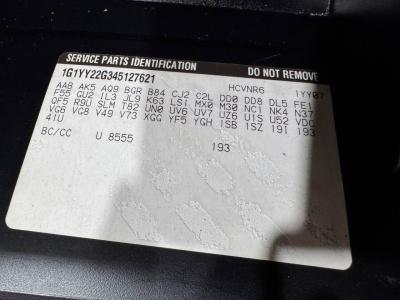 SERVICE PARTS IDENTIFICATION DO NOT REMOVE
1G1YY22G345127621 HCVNR6 1YY07
AAB AK5 AQ9 BGR B84 CJ2 C2L DD0 DD8 DL5 FE1
F55 GU2 IL3 JL9 K63 LS1 MX0 M30 NC1 NK4 N37
QF5 R9U SLM T82 UN0 UV6 UV7 UZ6 U1S U52 VDC
VG6 VG8 V49 V73 XGG YF5 YGH 1SB 1SZ 19I 193
41U
BC/CC U 8555 193